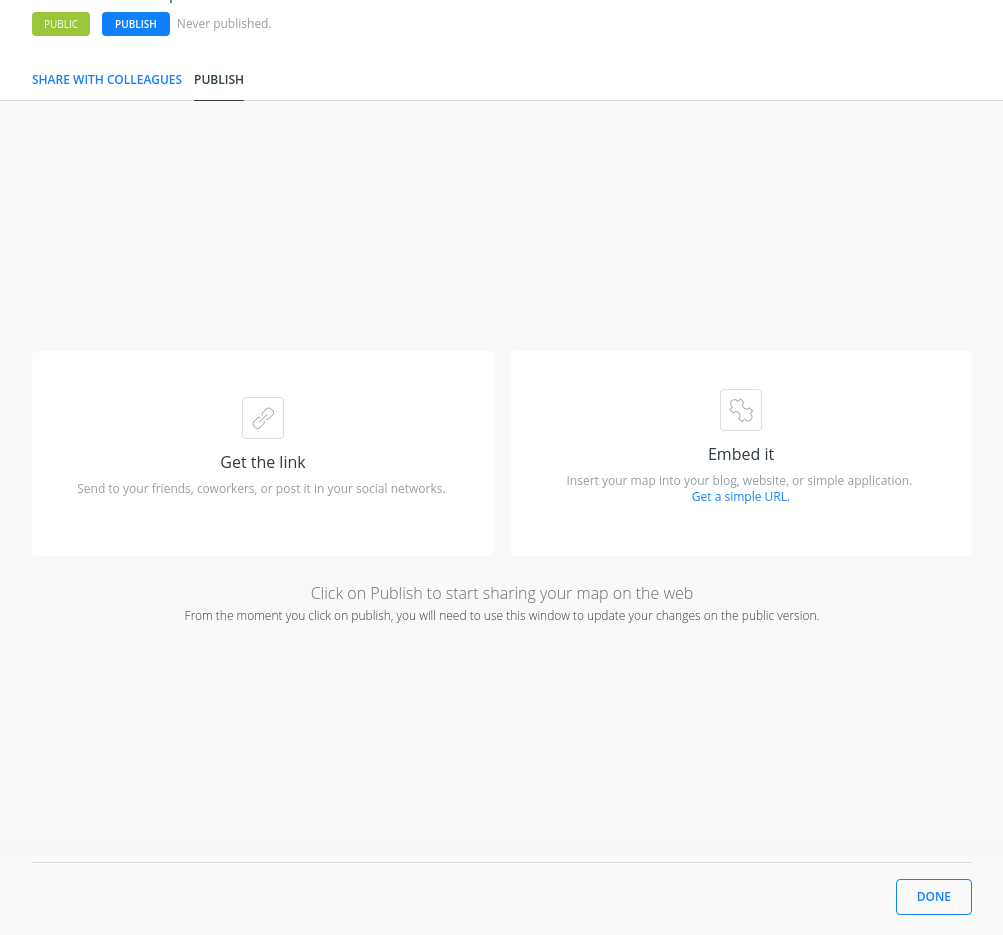 PUBLIC PUBLISH Never published.
SHARE WITH COLLEAGUES PUBLISH
Get the link
Send to your friends, coworkers, or post it in your social networks.
Embed it
Insert your map into your blog, website, or simple application.
Get a simple URL.
Click on Publish to start sharing your map on the web
From the moment you click on publish, you will need to use this window to update your changes on the public version.
DONE